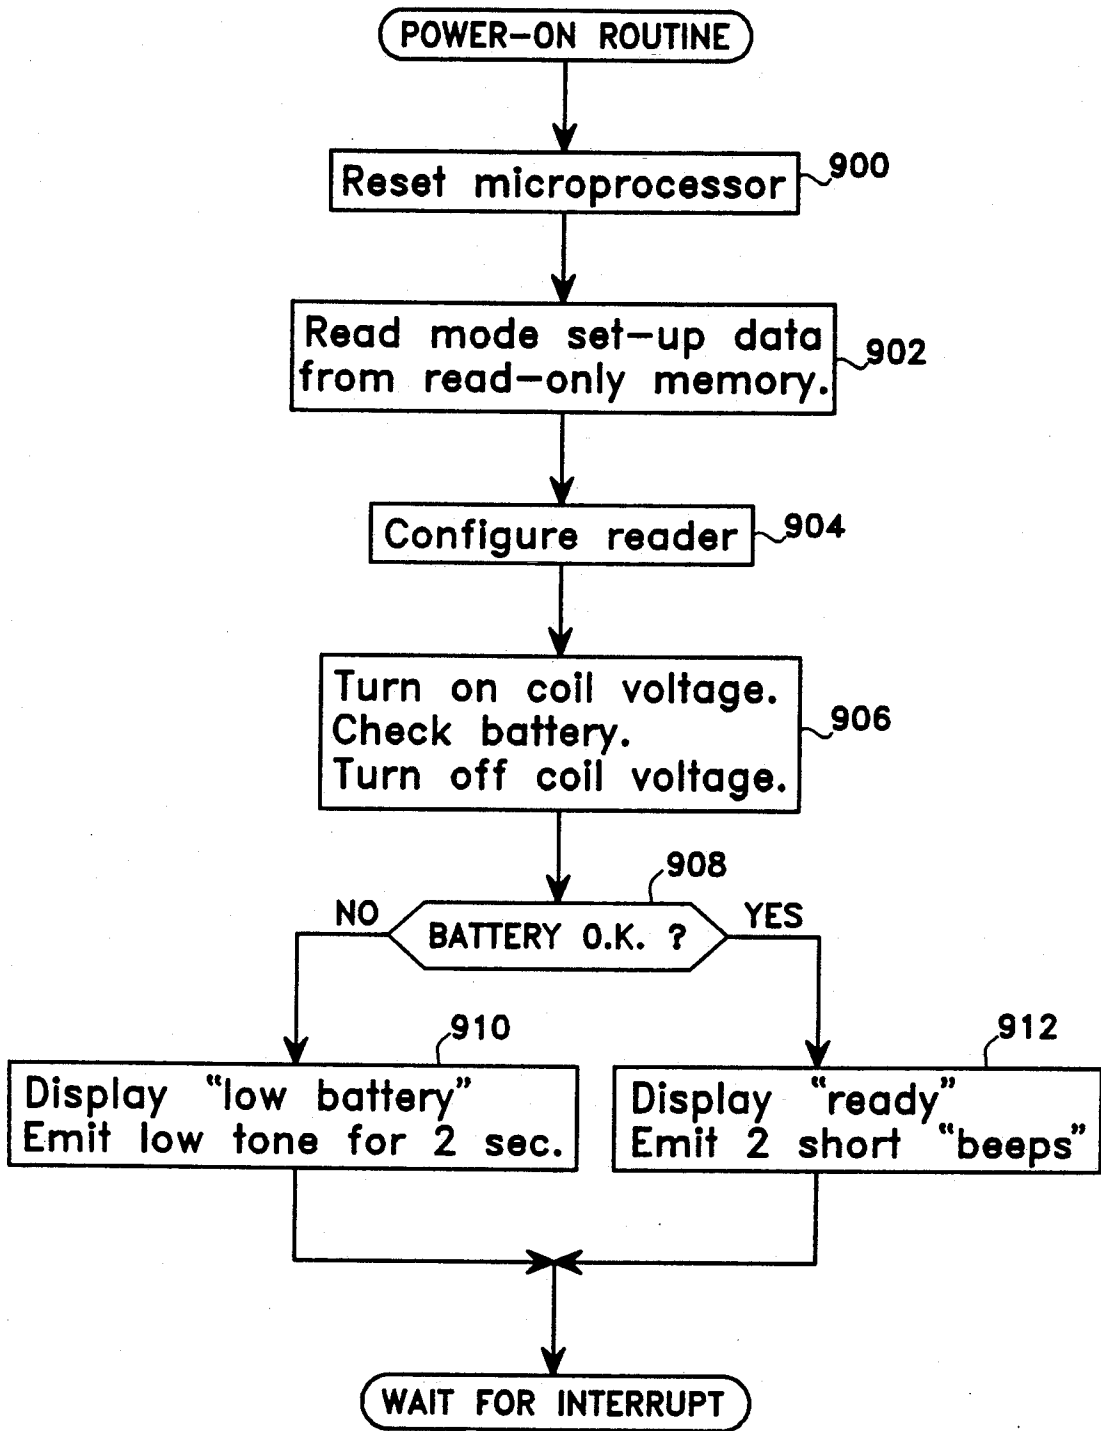 POWER-ON ROUTINE
Reset microprocessor
900
Read mode set-up data
from read-only memory.
902
Configure reader
904
Turn on coil voltage.
Check battery.
Turn off coil voltage.
906
908
NO
BATTERY O.K. ?
YES
910
Display “low battery”
Emit low tone for 2 sec.
912
Display “ready”
Emit 2 short “beeps”
WAIT FOR INTERRUPT